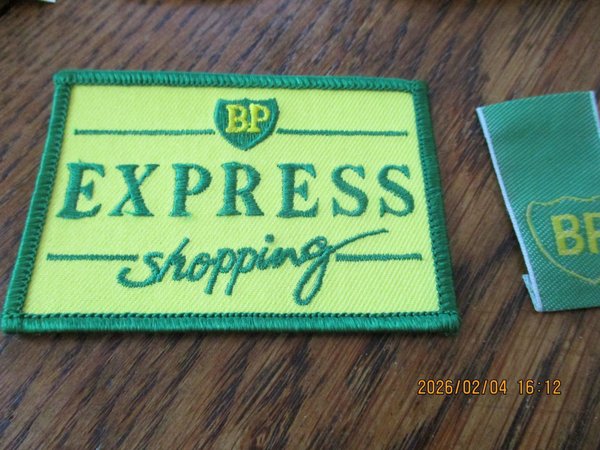 BP
EXPRESS
shopping
BP
2026/02/04 16:12